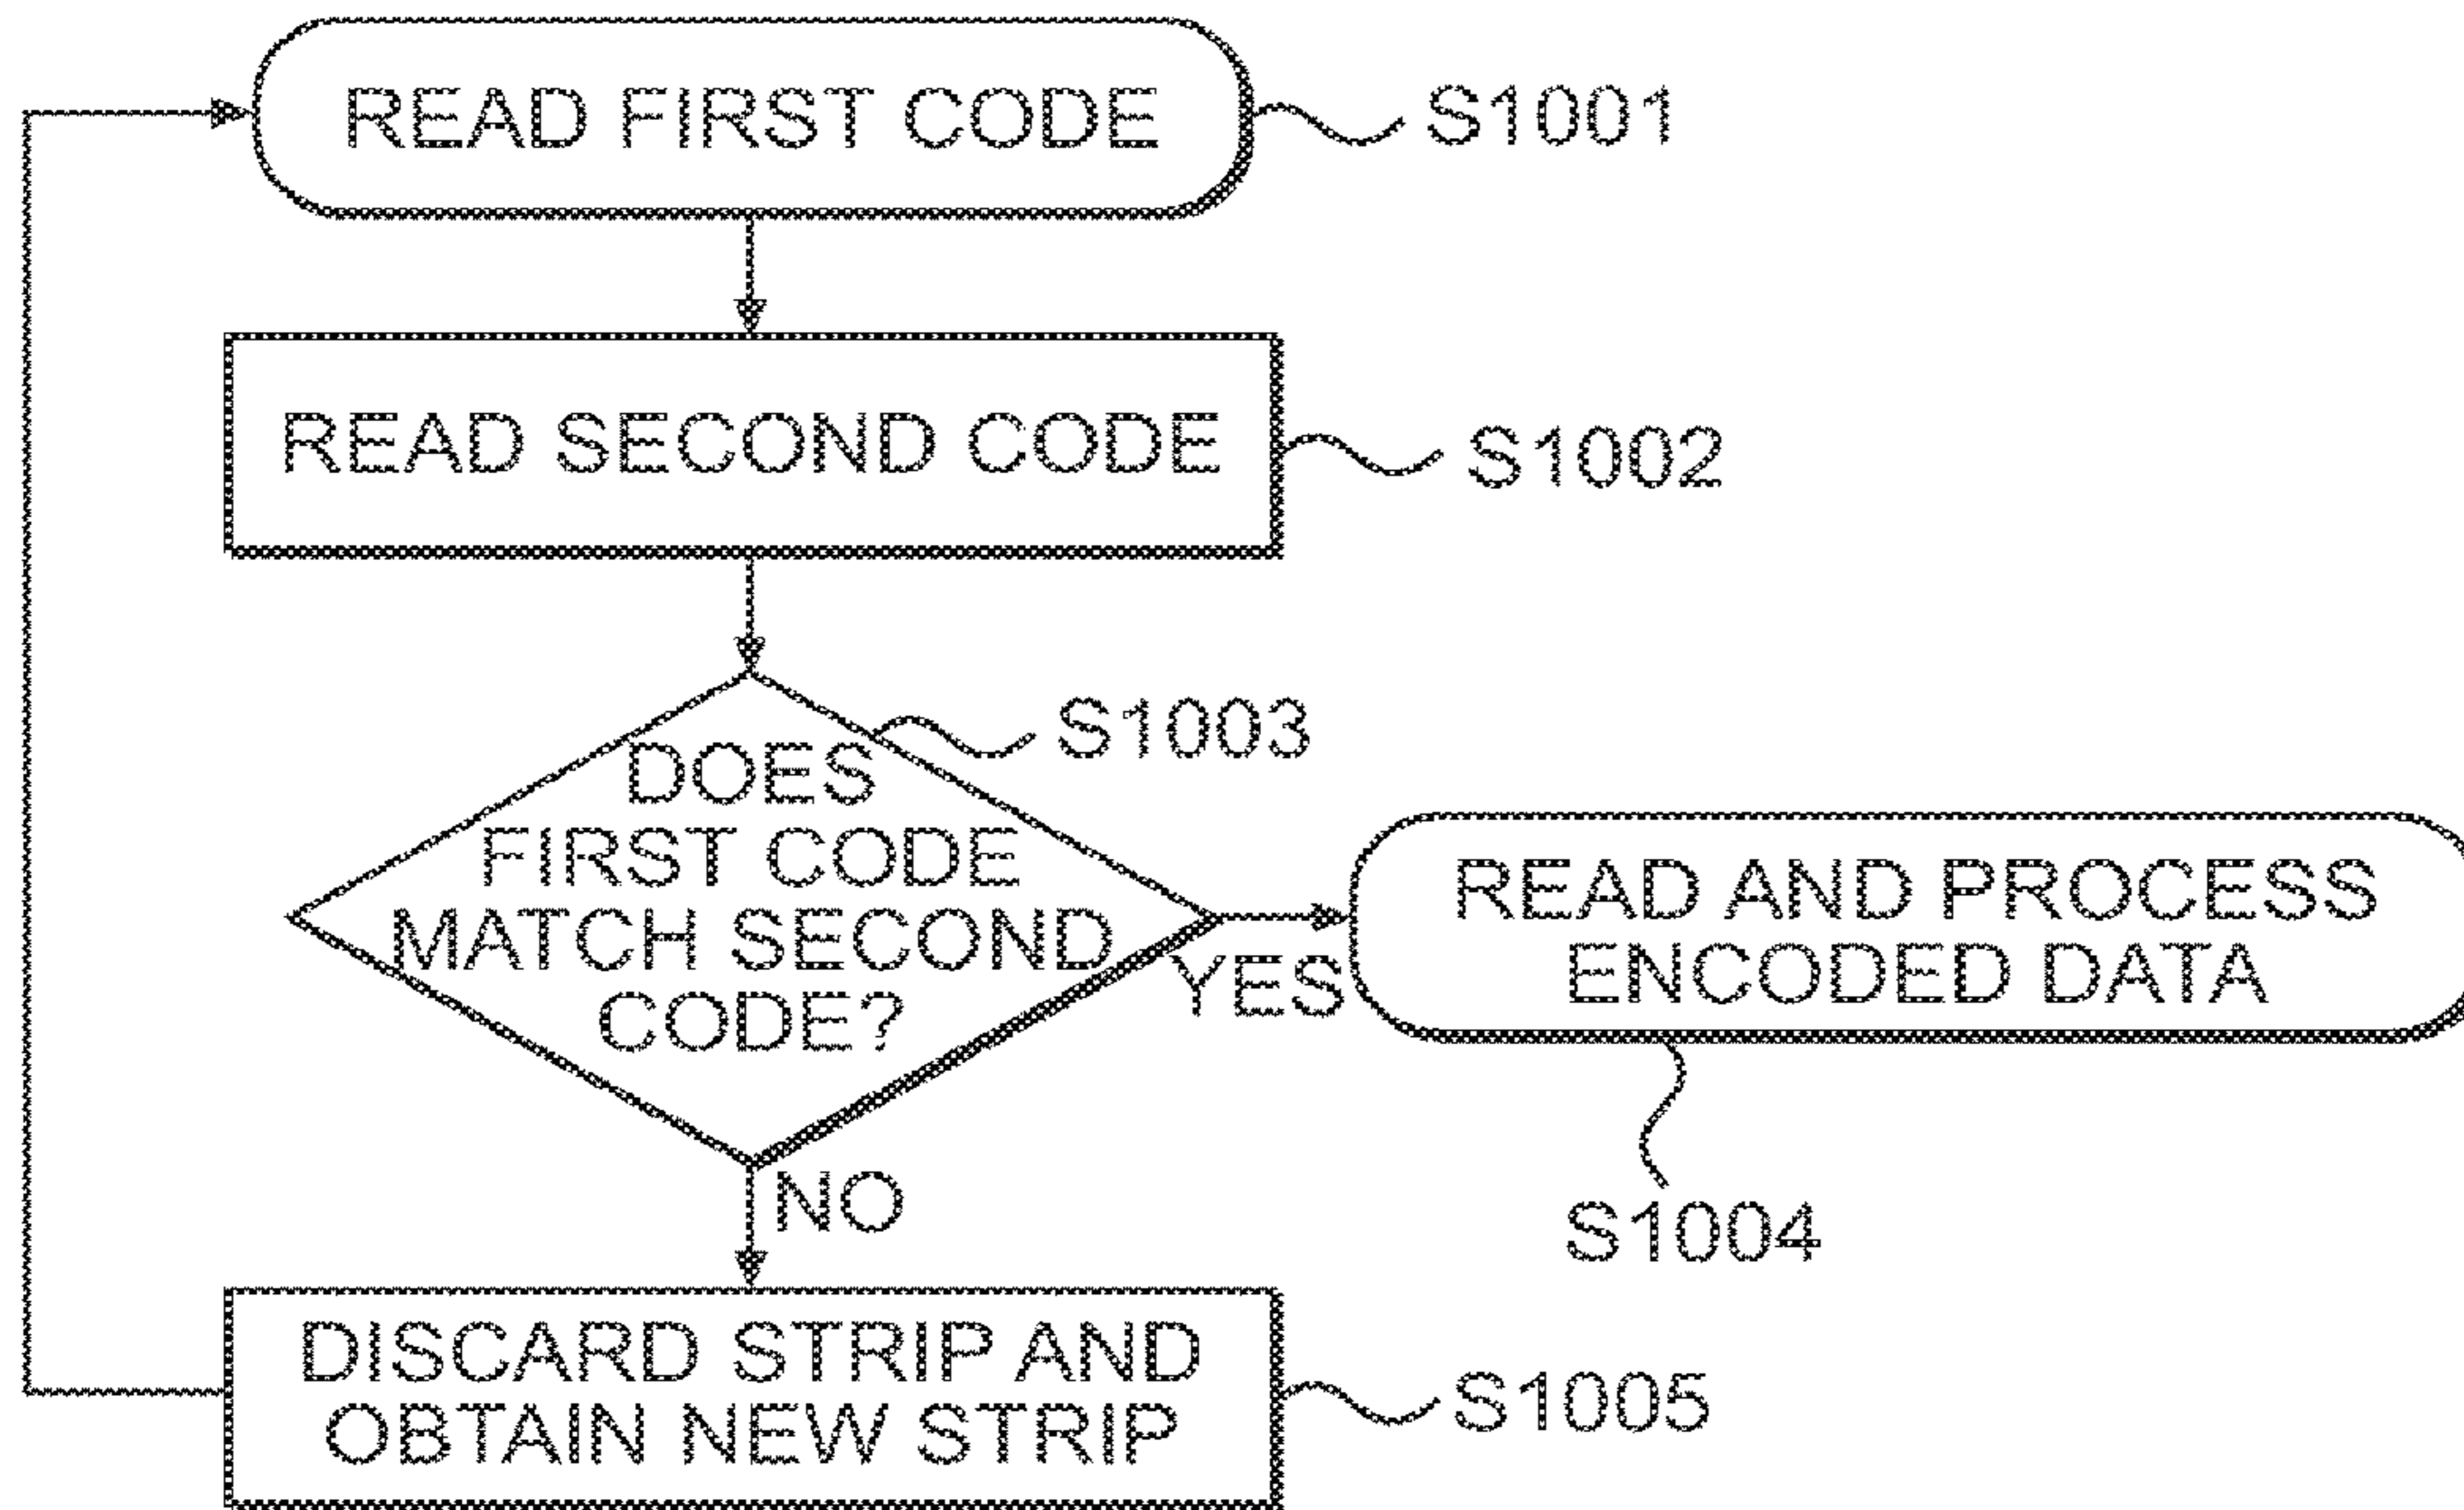 READ FIRST CODE
S1001
READ SECOND CODE
S1002
S1003
DOES
FIRST CODE
MATCH SECOND
CODE?
YES
READ AND PROCESS
ENCODED DATA
S1004
NO
DISCARD STRIP AND
OBTAIN NEW STRIP
S1005